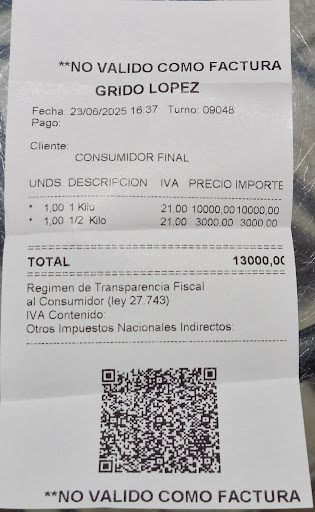 **NO VALIDO COMO FACTURA
GRIDO LOPEZ
Fecha: 23/06/2025 16:37 Turno: 09048
Pago:
Cliente:
CONSUMIDOR FINAL
UNDS DESCRIPCION IVA PRECIO IMPORTE
* 1,00 1 Kilo 21,00 10000,00 10000,00
* 1,00 1/2 Kilo 21,00 3000,00 3000,00
TOTAL 13000,00
Regimen de Transparencia Fiscal
al Consumidor (ley 27.743)
IVA Contenido:
Otros Impuestos Nacionales Indirectos:
**NO VALIDO COMO FACTURA